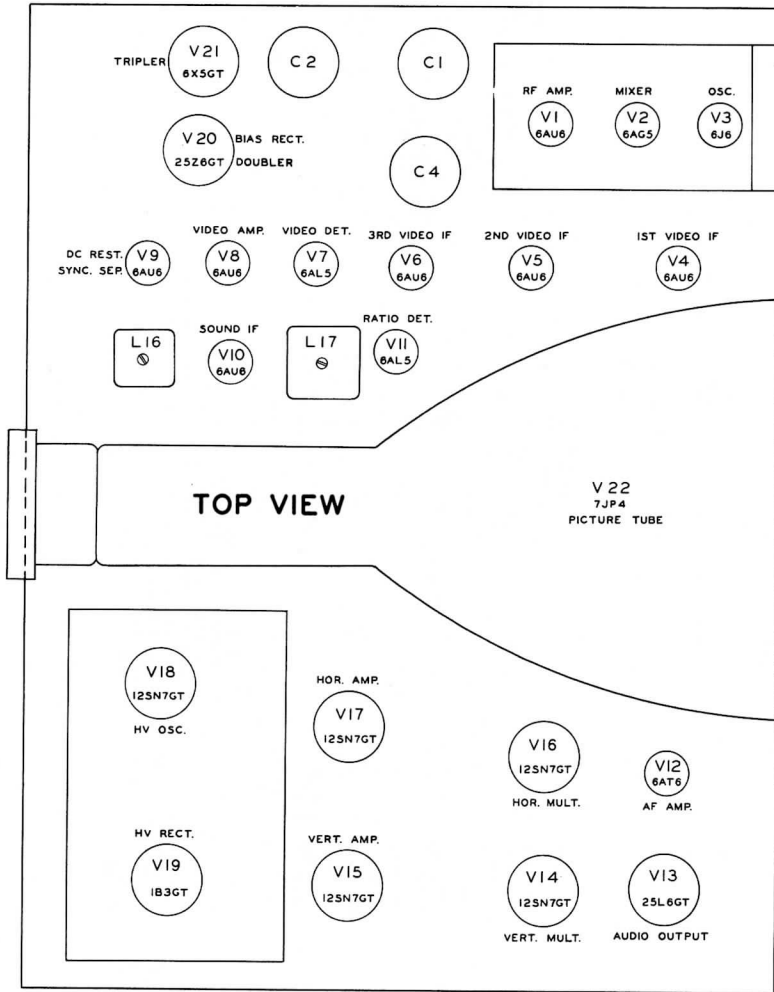 TRIPLER
V21
6X5GT
C2
C1
RF AMP.
V1
6AU6
MIXER
V2
6AG5
OSC.
V3
6J6
V20
25Z6GT
BIAS RECT.
DOUBLER
C4
DC REST.
SYNC. SEP.
V9
6AU6
VIDEO AMP.
V8
6AU6
VIDEO DET.
V7
6AL5
3RD VIDEO IF
V6
6AU6
2ND VIDEO IF
V5
6AU6
1ST VIDEO IF
V4
6AU6
L16
SOUND IF
V10
6AU6
L17
RATIO DET.
V11
6AL5
TOP VIEW
V 22
7JP4
PICTURE TUBE
V18
12SN7GT
HV OSC.
HOR. AMP.
V17
12SN7GT
V16
12SN7GT
HOR. MULT.
V12
6AT6
AF AMP.
HV RECT.
V19
1B3GT
VERT. AMP.
V15
12SN7GT
V14
12SN7GT
VERT. MULT.
V13
25L6GT
AUDIO OUTPUT